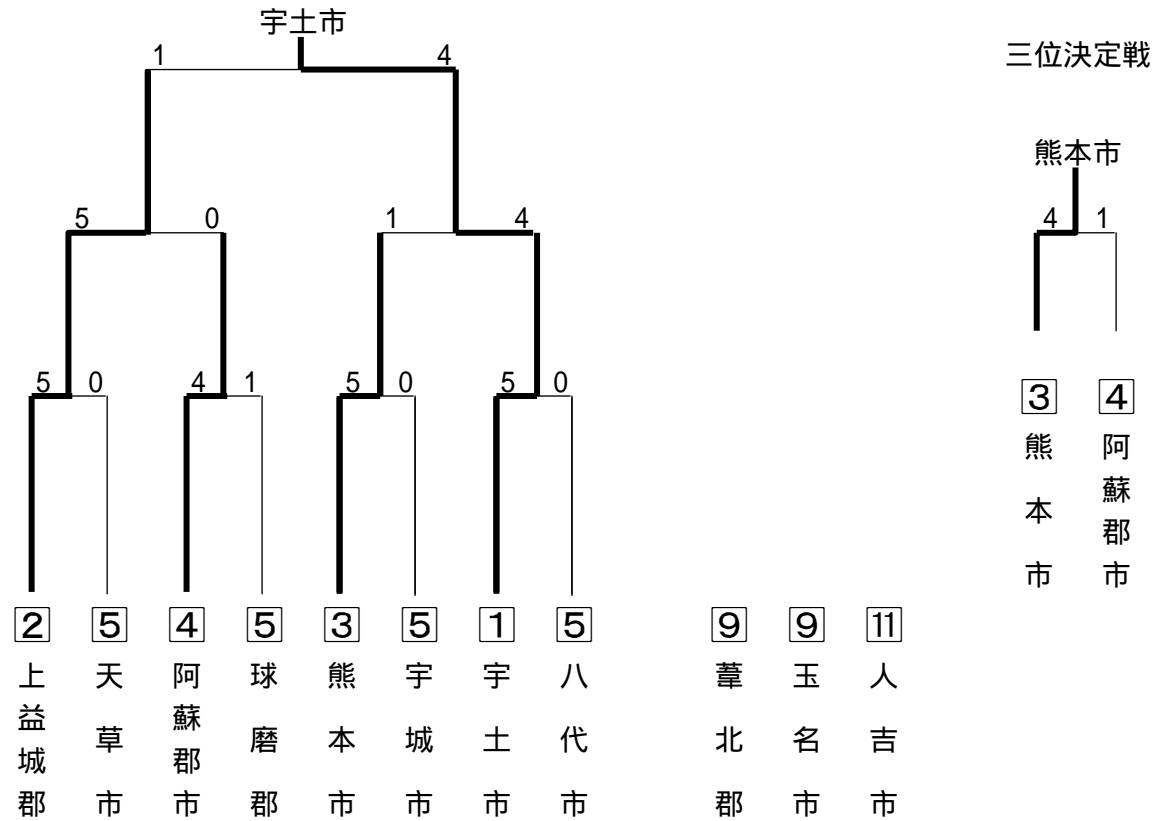 宇土市
1 4
三位決定戦
熊本市
5 0 1 4
4 1
5 0 4 1 5 0 5 0
3 4
熊本市
阿蘇郡市
2 5 4 5 3 5 1 5 9 9 11
上益城郡
天草市
阿蘇郡市
球磨郡
熊本市
宇城市
宇土市
八代市
葦北郡
玉名市
人吉市